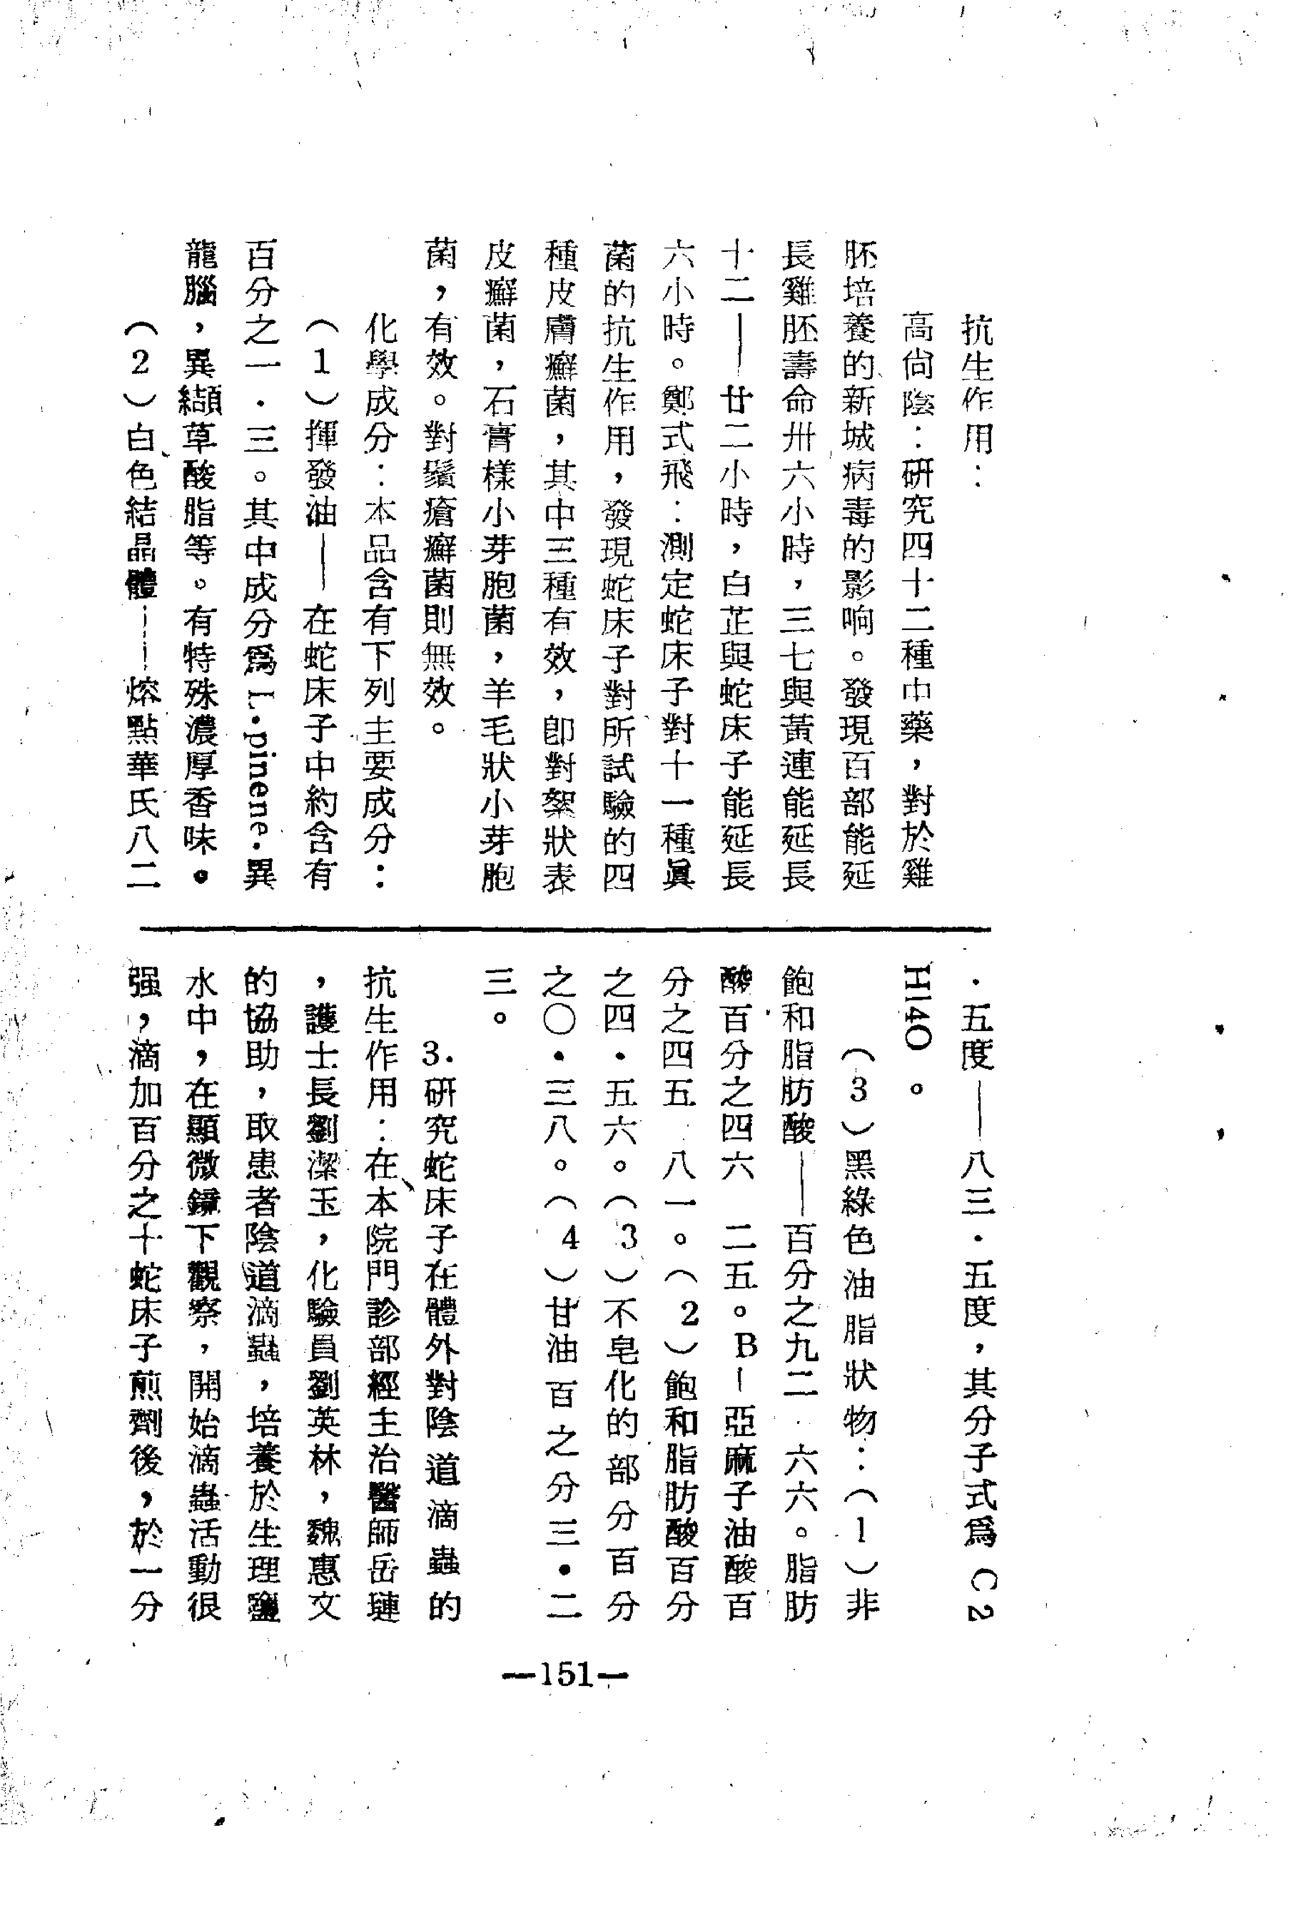 抗生作用：
高尙陰：研究四十二種中藥，對於雞
胚培養的新城病毒的影响。發現百部能延
長雞胚壽命卅六小時，三七與黃連能延長
十二——廿二小時，白芷與蛇床子能延長
六小時。鄭式飛：測定蛇床子對十一種眞
菌的抗生作用，發現蛇床子對所試驗的四
種皮膚癬菌，其中三種有效，卽對絮狀表
皮癬菌，石膏樣小芽胞菌，羊毛狀小芽胞
菌，有效。對鬚瘡癬菌則無效。
化學成分：本品含有下列主要成分：
（1）揮發油——在蛇床子中約含有
百分之一．三。其中成分爲L．pinene．異
龍腦，異纈草酸脂等。有特殊濃厚香味。
（2）白色結晶體——熔點華氏八二
．五度——八三．五度，其分子式爲C2
H14O。
（3）黑綠色油脂狀物：（1）非
飽和脂肪酸——百分之九二．六六。脂肪
酸百分之四六　二五。B—亞麻子油酸百
分之四五　八一。（2）飽和脂肪酸百分
之四．五六。（3）不皂化的部分百分
之〇．三八。（4）甘油百之分三．二
三。
3.研究蛇床子在體外對陰道滴蟲的
抗生作用：在本院門診部經主治醫師岳璉
，護士長劉潔玉，化驗員劉英林，魏惠文
的協助，取患者陰道滴蟲，培養於生理鹽
水中，在顯微鏡下觀察，開始滴蟲活動很
强，滴加百分之十蛇床子煎劑後，於一分
—151—